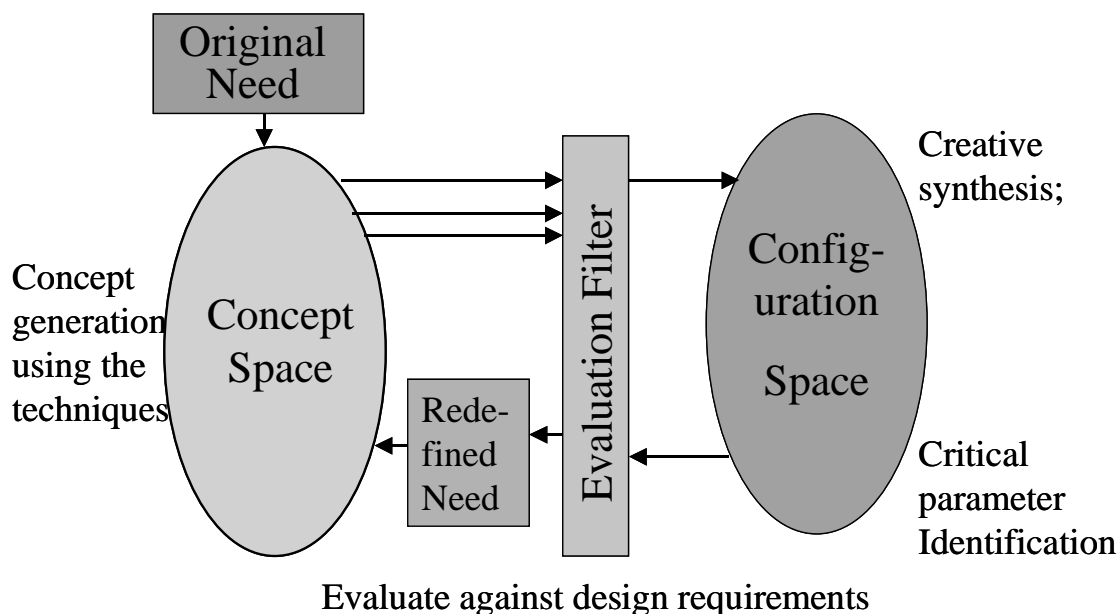 Original
Need
Creative
synthesis;
Concept
generation
using the
techniques
Concept
Space
Evaluation Filter
Config-
uration
Space
Rede-
fined
Need
Critical
parameter
Identification
Evaluate against design requirements